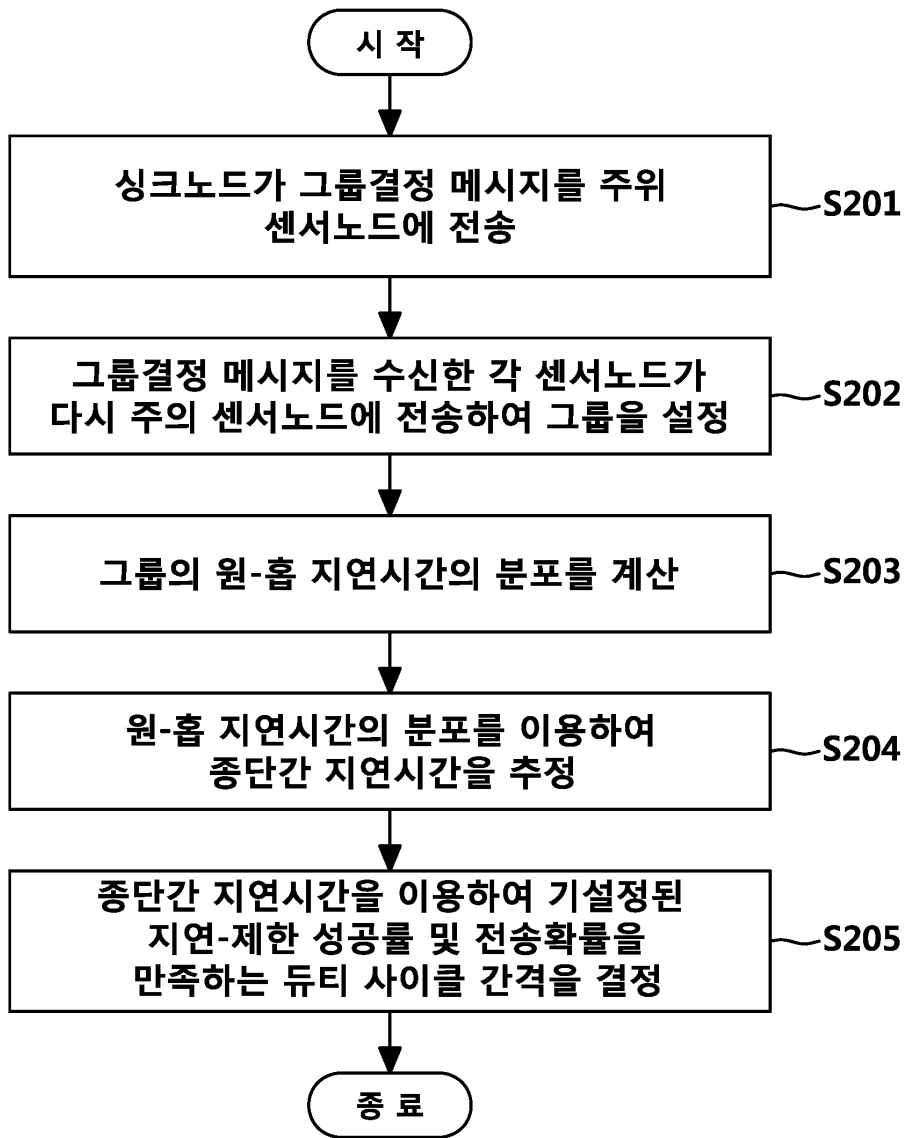 시 작
싱크노드가 그룹결정 메시지를 주위
센서노드에 전송
S201
그룹결정 메시지를 수신한 각 센서노드가
다시 주의 센서노드에 전송하여 그룹을 설정
S202
그룹의 원-홉 지연시간의 분포를 계산
S203
원-홉 지연시간의 분포를 이용하여
종단간 지연시간을 추정
S204
종단간 지연시간을 이용하여 기설정된
지연-제한 성공률 및 전송확률을
만족하는 듀티 사이클 간격을 결정
S205
종 료